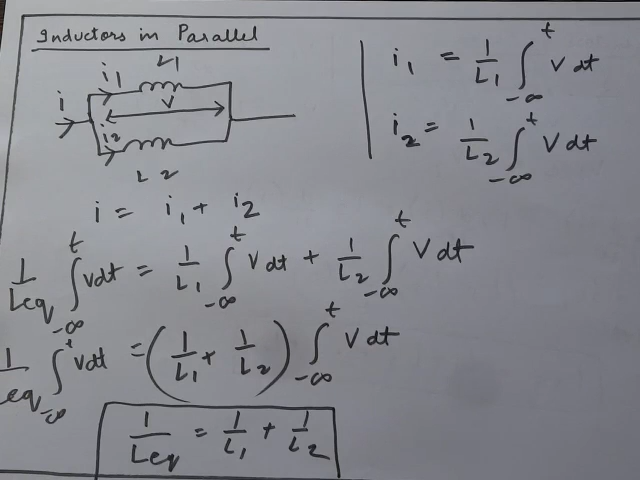 Inductors in Parallel
L1
i1
i
V
i2
L2
i1 = 1/L1 ∫_{-∞}^{t} V dt
i2 = 1/L2 ∫_{-∞}^{t} V dt
i = i1 + i2
1/Leq ∫_{-∞}^{t} Vdt = 1/L1 ∫_{-∞}^{t} V dt + 1/L2 ∫_{-∞}^{t} V dt
1/Leq ∫_{-∞}^{t} Vdt = (1/L1 + 1/L2) ∫_{-∞}^{t} V dt
1/Leq = 1/L1 + 1/L2